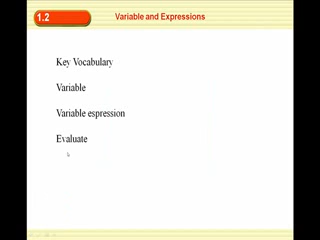 1.2
Variable and Expressions
Key Vocabulary
Variable
Variable espression
Evaluate